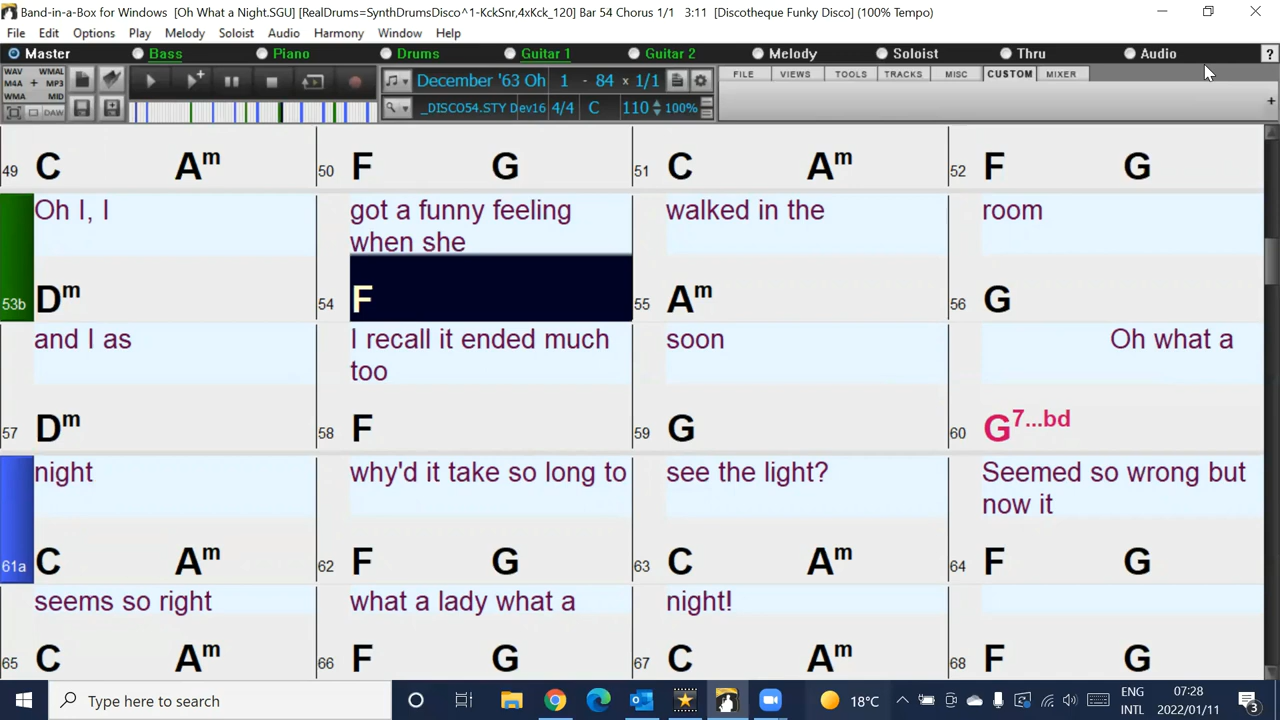 Band-in-a-Box for Windows [Oh What a Night.SGU] [RealDrums=SynthDrumsDisco^1-KckSnr,4xKck_120] Bar 54 Chorus 1/1 3:11 [Discotheque Funky Disco] (100% Tempo)
File Edit Options Play Melody Soloist Audio Harmony Window Help
Master Bass Piano Drums Guitar 1 Guitar 2 Melody Soloist Thru Audio ?
WAV WMA
M4A + MP3
WMA MID
DAW
December '63 Oh 1 - 84 x 1/1
_DISCO54.STY Dev16 4/4 C 110 100%
FILE VIEWS TOOLS TRACKS MISC CUSTOM MIXER
+
49 C Am 50 F G 51 C Am 52 F G
Oh I, I got a funny feeling walked in the room
when she
53b Dm 54 F 55 Am 56 G
and I as I recall it ended much soon Oh what a
too
57 Dm 58 F 59 G 60 G7...bd
night why'd it take so long to see the light? Seemed so wrong but
now it
61a C Am 62 F G 63 C Am 64 F G
seems so right what a lady what a night!
65 C Am 66 F G 67 C Am 68 F G
Type here to search
18°C
ENG
INTL
07:28
2022/01/11
3